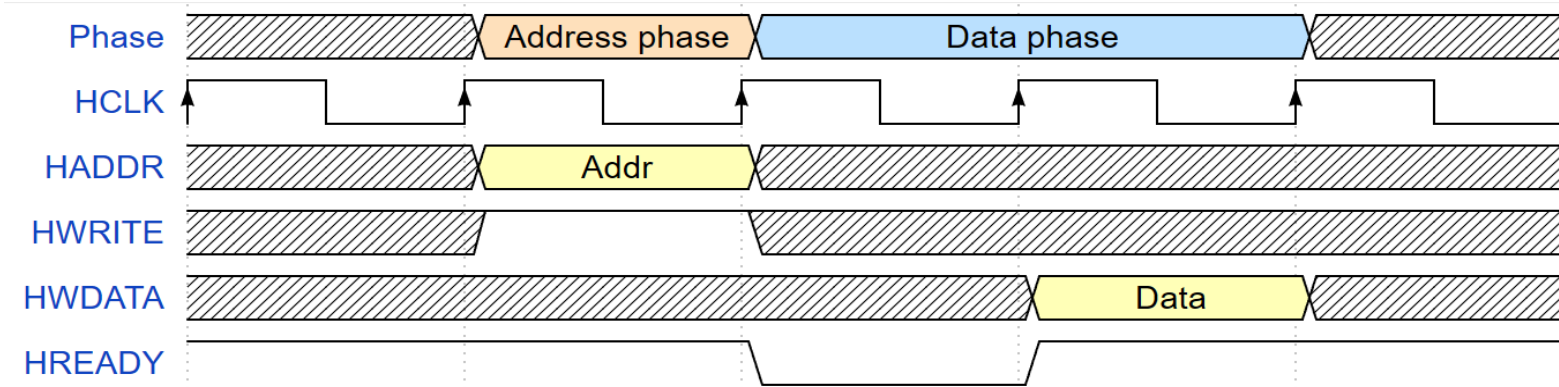 Phase Address phase Data phase
HCLK
HADDR Addr
HWRITE
HWDATA Data
HREADY